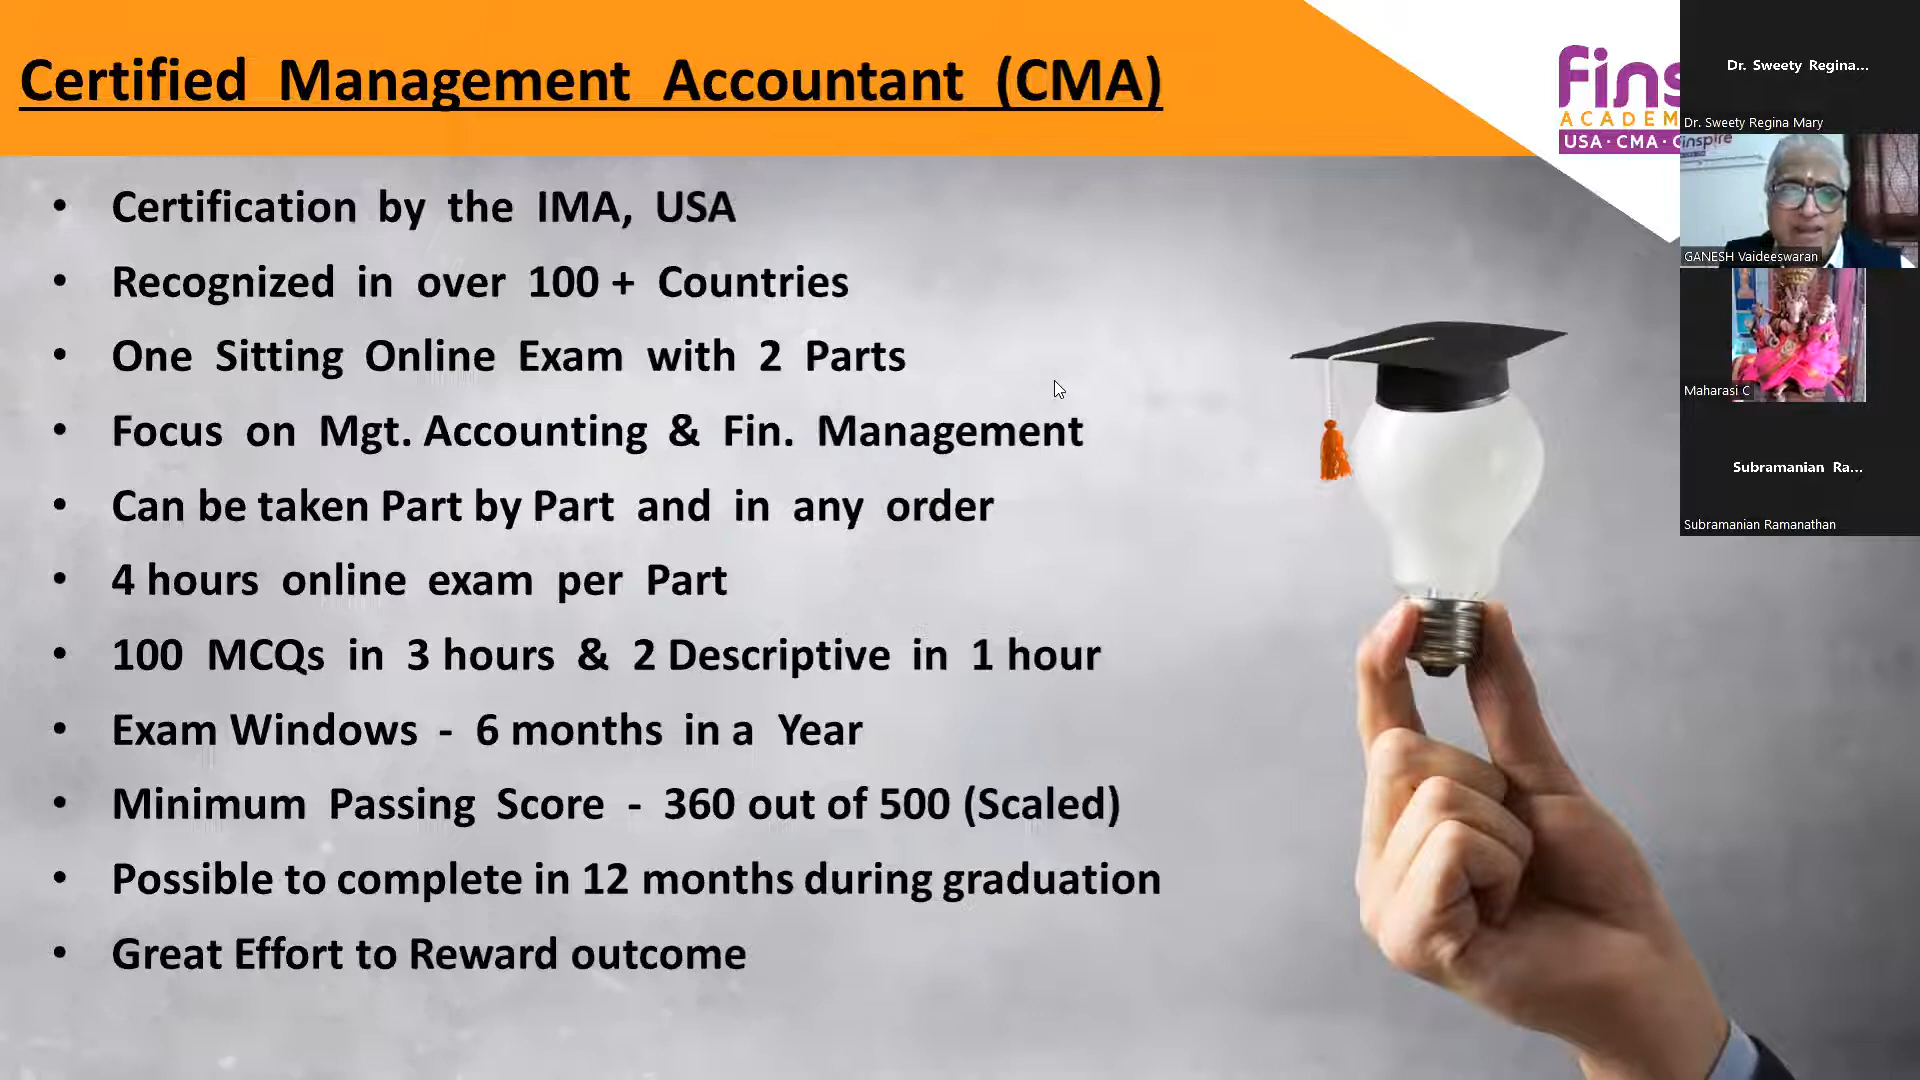 Certified Management Accountant (CMA)
Fins
ACADEM
USA · CMA · C
• Certification by the IMA, USA
• Recognized in over 100 + Countries
• One Sitting Online Exam with 2 Parts
• Focus on Mgt. Accounting & Fin. Management
• Can be taken Part by Part and in any order
• 4 hours online exam per Part
• 100 MCQs in 3 hours & 2 Descriptive in 1 hour
• Exam Windows - 6 months in a Year
• Minimum Passing Score - 360 out of 500 (Scaled)
• Possible to complete in 12 months during graduation
• Great Effort to Reward outcome
Dr. Sweety Regina...
Dr. Sweety Regina Mary
inspire
GANESH Vaideeswaran
Maharasi C
Subramanian Ra...
Subramanian Ramanathan